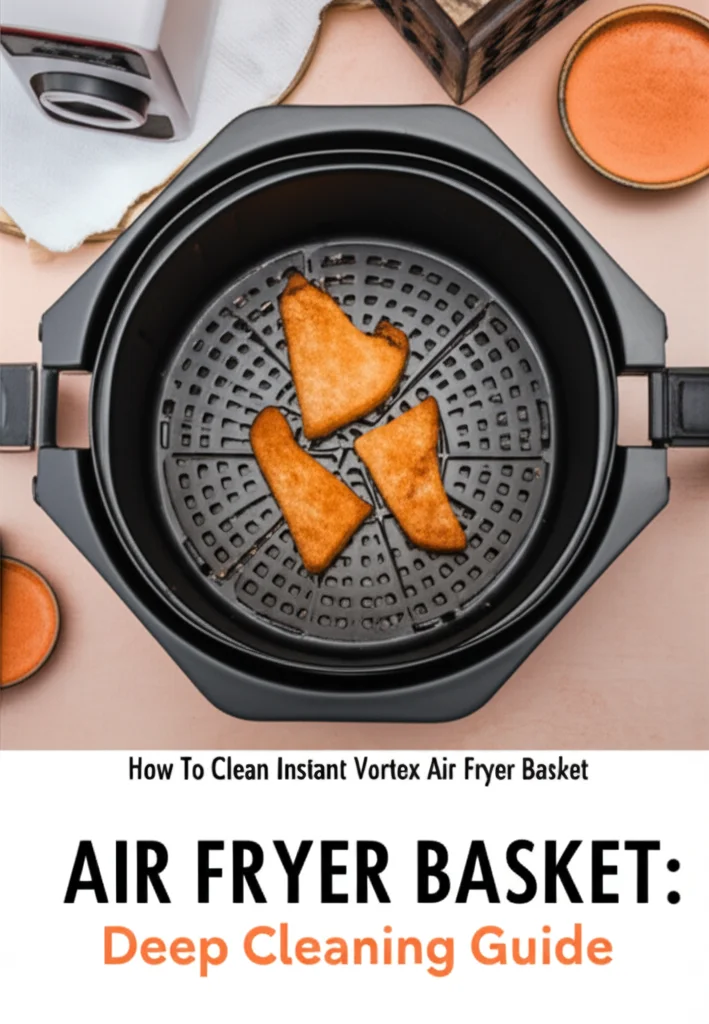 How To Clean Instant Vortex Air Fryer Basket
AIR FRYER BASKET:
Deep Cleaning Guide